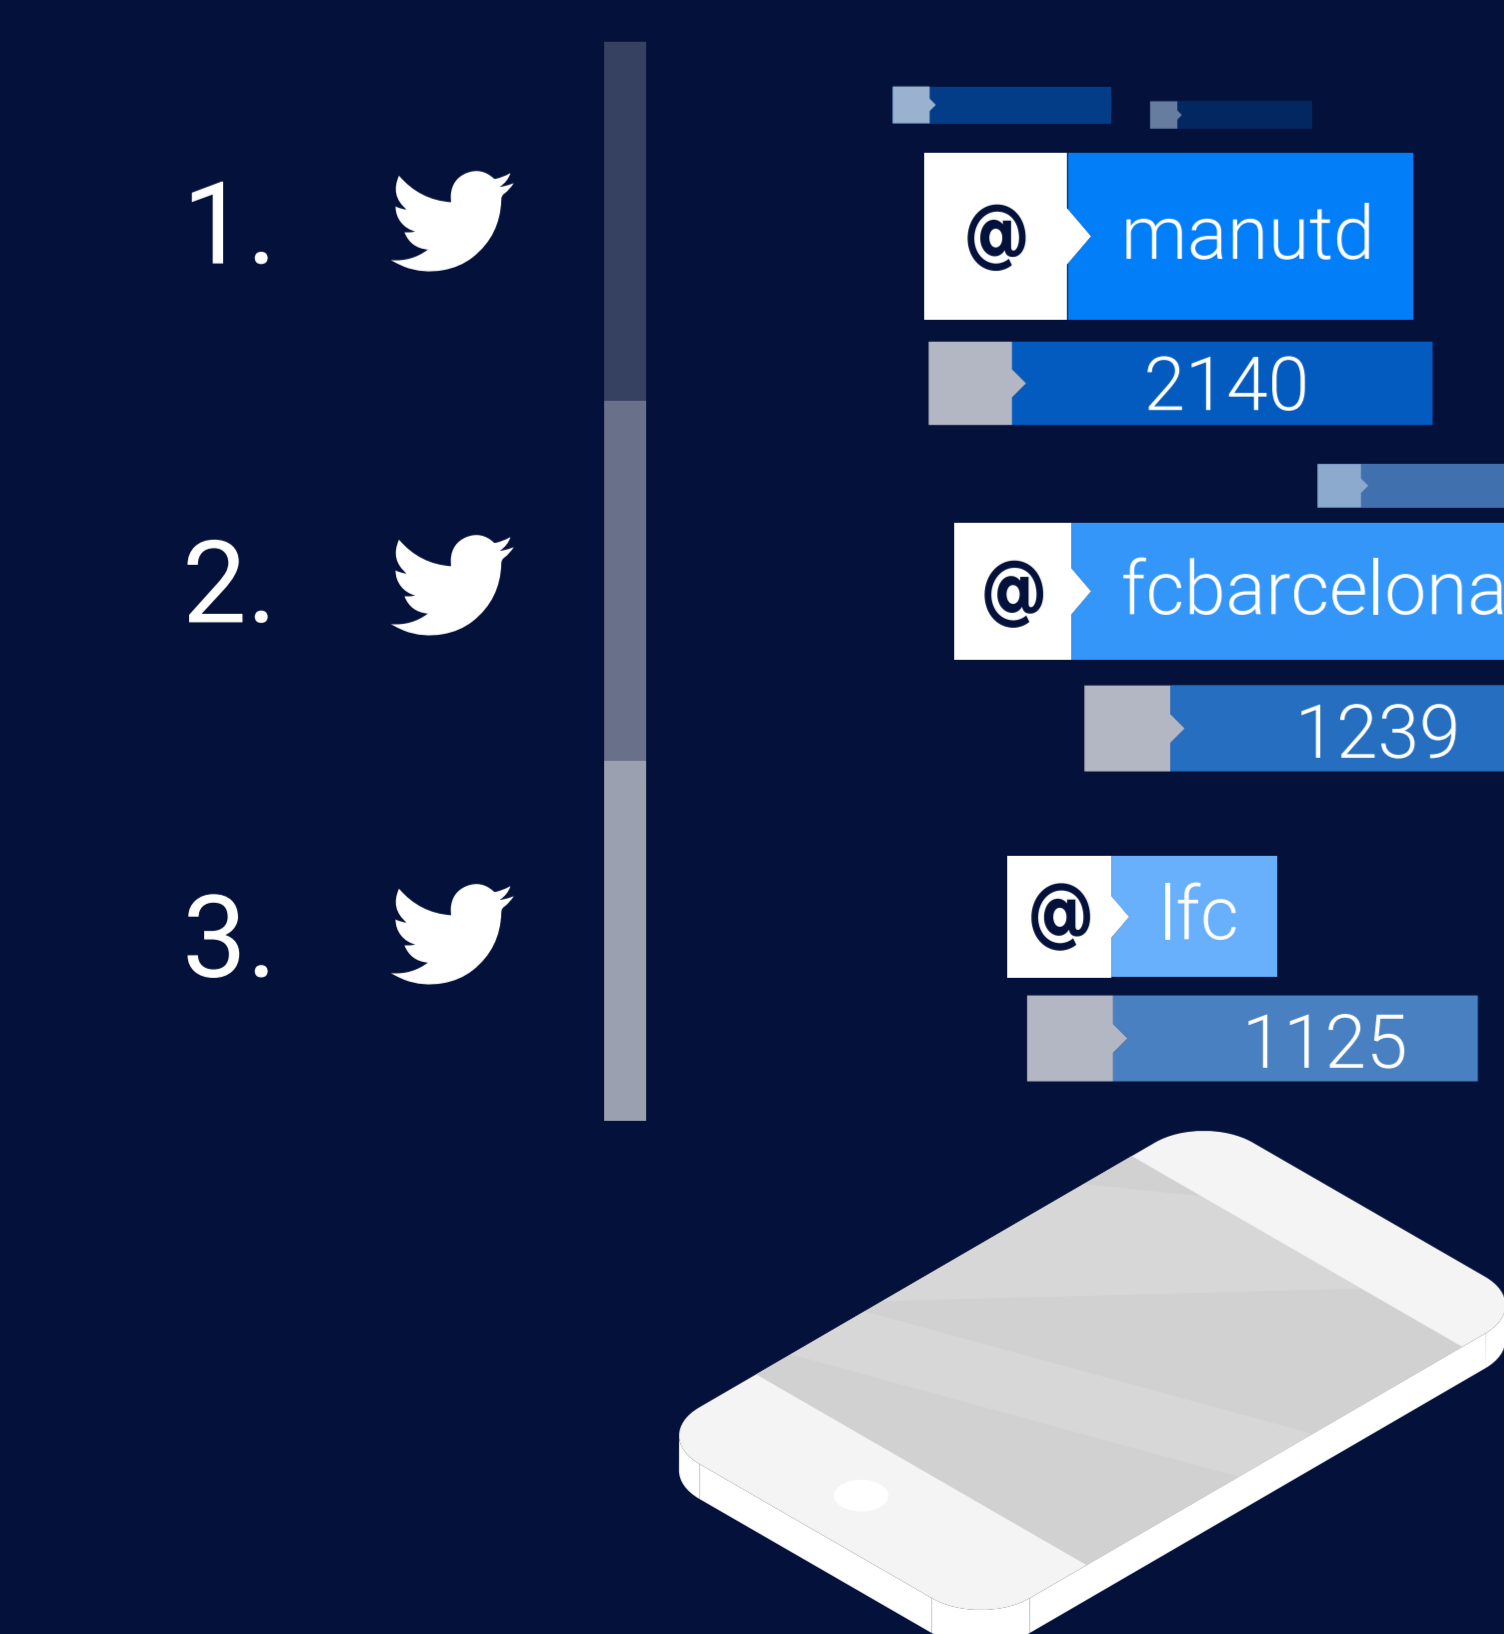 1. @ manutd
2140
2. @ fcbarcelona
1239
3. @ lfc
1125